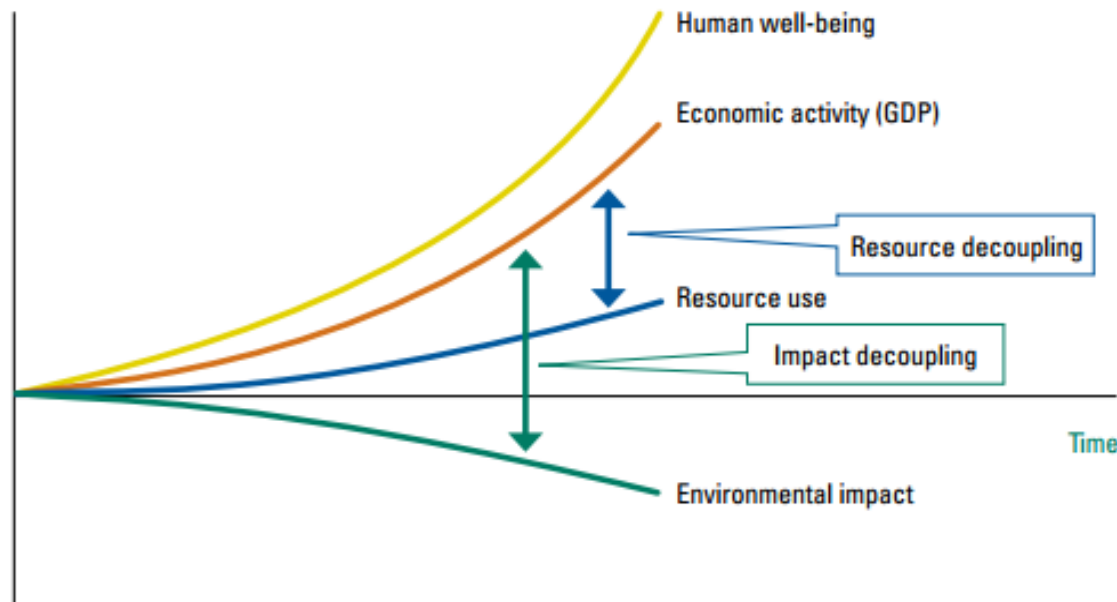 Human well-being
Economic activity (GDP)
Resource decoupling
Resource use
Impact decoupling
Time
Environmental impact